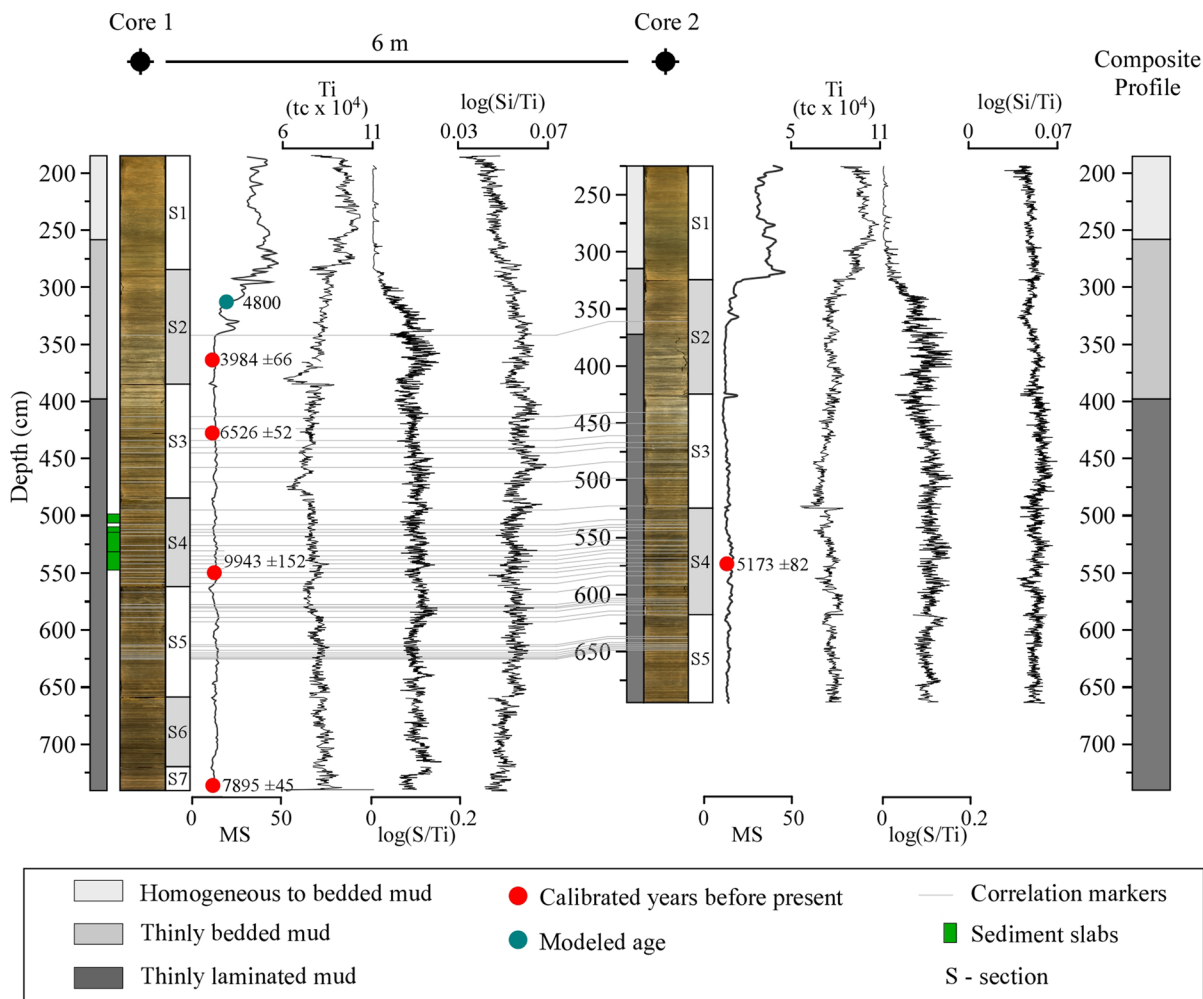 Core 1
6 m
Core 2
Composite
Profile
Ti
(tc x 10⁴)
6 11
log(Si/Ti)
0.03 0.07
Ti
(tc x 10⁴)
5 11
log(Si/Ti)
0 0.07
Depth (cm)
200
250
300
350
400
450
500
550
600
650
700
S1
S2
S3
S4
S5
S6
S7
4800
3984 ±66
6526 ±52
9943 ±152
7895 ±45
0 50
MS
0 0.2
log(S/Ti)
250
300
350
400
450
500
550
600
650
S1
S2
S3
S4
S5
5173 ±82
0 50
MS
0 0.2
log(S/Ti)
200
250
300
350
400
450
500
550
600
650
700
Homogeneous to bedded mud
Thinly bedded mud
Thinly laminated mud
Calibrated years before present
Modeled age
Correlation markers
Sediment slabs
S - section